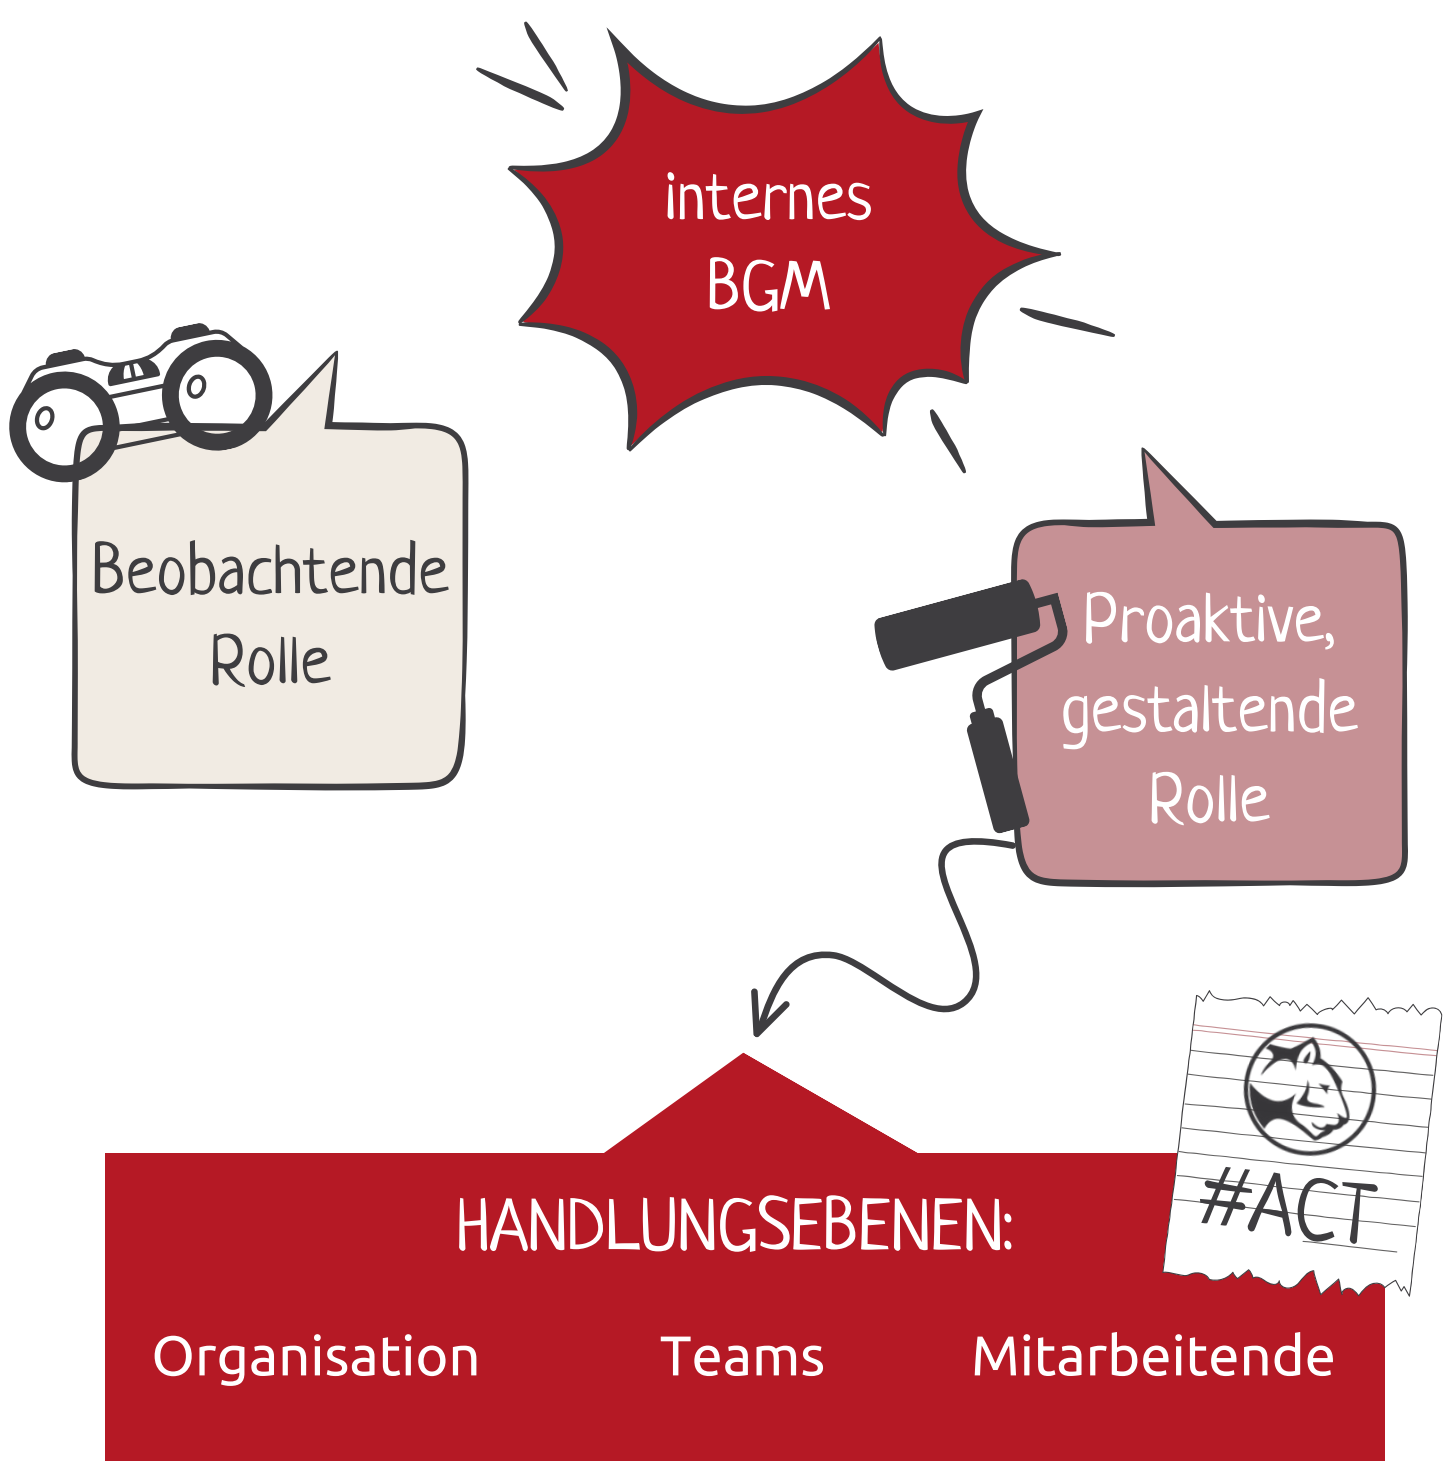 internes
BGM
Beobachtende
Rolle
Proaktive,
gestaltende
Rolle
#ACT
HANDLUNGSEBENEN:
Organisation
Teams
Mitarbeitende